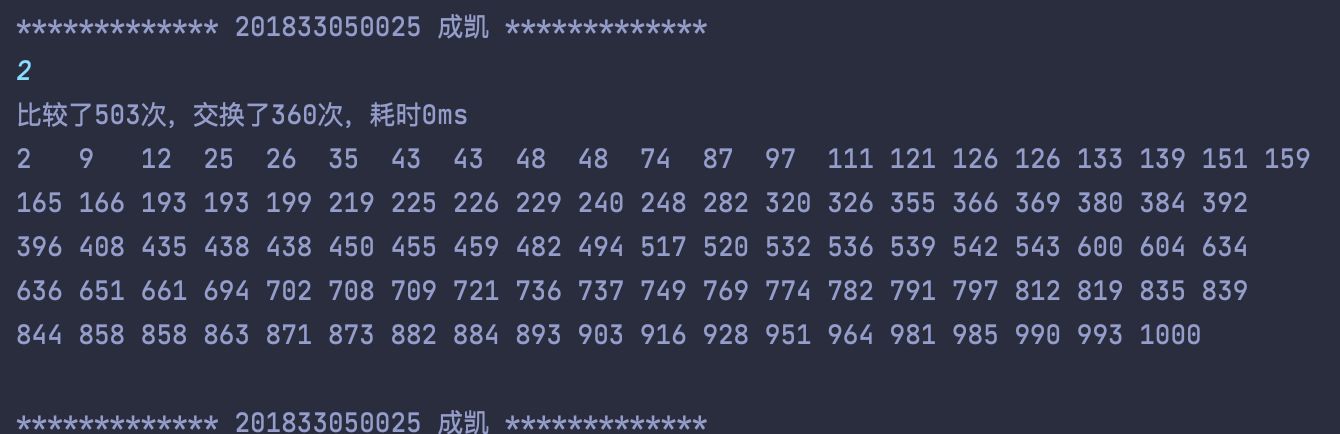 ************* 201833050025 成凯 *************
2
比较了503次，交换了360次，耗时0ms
2 9 12 25 26 35 43 43 48 48 74 87 97 111 121 126 126 133 139 151 159
165 166 193 193 199 219 225 226 229 240 248 282 320 326 355 366 369 380 384 392
396 408 435 438 438 450 455 459 482 494 517 520 532 536 539 542 543 600 604 634
636 651 661 694 702 708 709 721 736 737 749 769 774 782 791 797 812 819 835 839
844 858 858 863 871 873 882 884 893 903 916 928 951 964 981 985 990 993 1000
************* 201833050025 成凯 *************